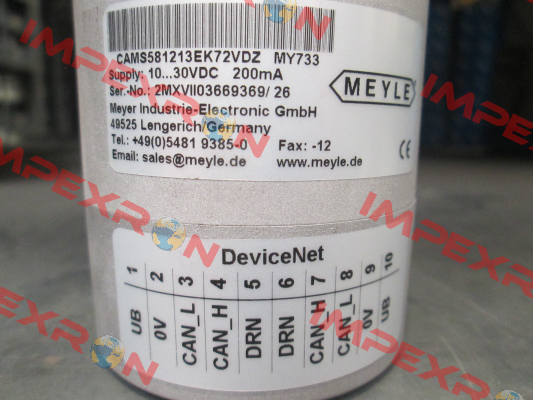 CAMS581213EK72VDZ MY733
Supply: 10...30VDC 200mA
Ser.-No.: 2MXVII03669369/ 26
Meyer Industrie-Electronic GmbH
49525 Lengerich/Germany
Tel.: +49(0)5481 9385-0 Fax: -12
Email: sales@meyle.de www.meyle.de
MEYLE
CE
DeviceNet
1 2 3 4 5 6 7 8 9 10
UB 0V CAN_L CAN_H DRN DRN CAN_H CAN_L 0V UB
IMPEXRON
IMPEXRON
IMPEXRON
IMPEXRON